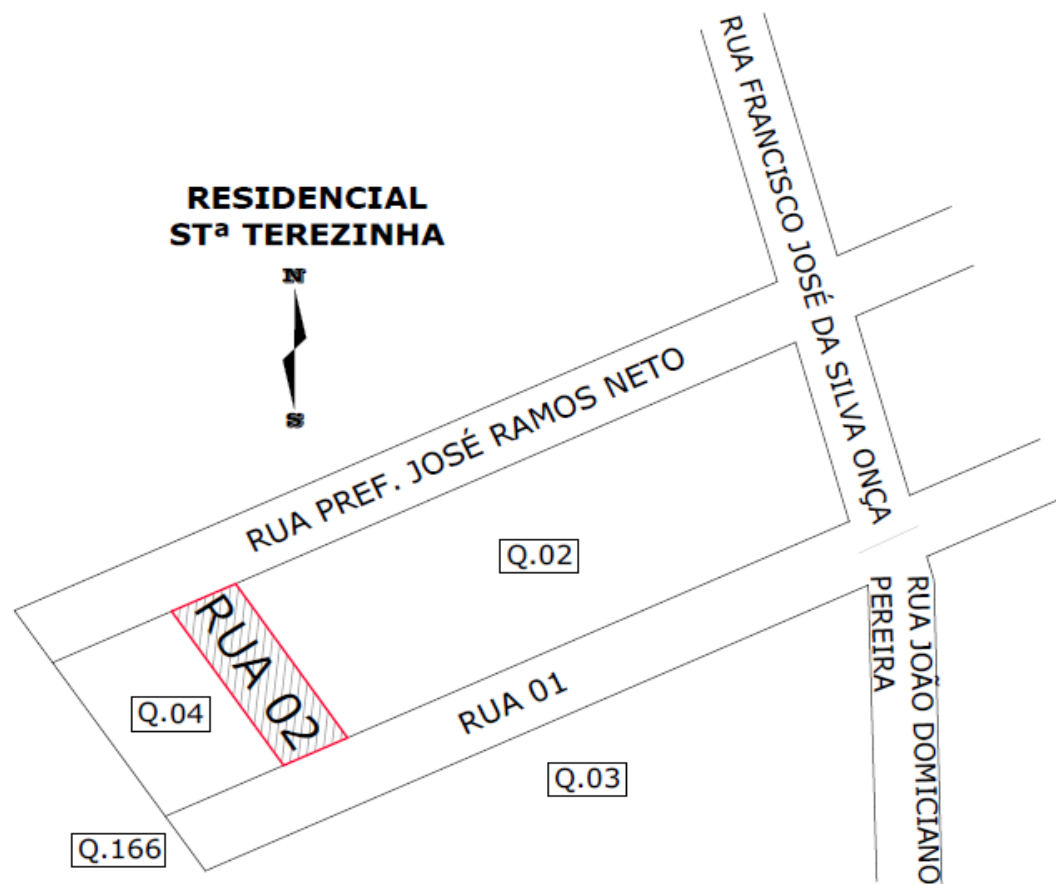 RUA FRANCISCO JOSÉ DA SILVA ONÇA
RESIDENCIAL
STª TEREZINHA
N
S
RUA PREF. JOSÉ RAMOS NETO
Q.02
RUA 02
Q.04
RUA 01
Q.03
Q.166
RUA JOÃO DOMICIANO
PEREIRA